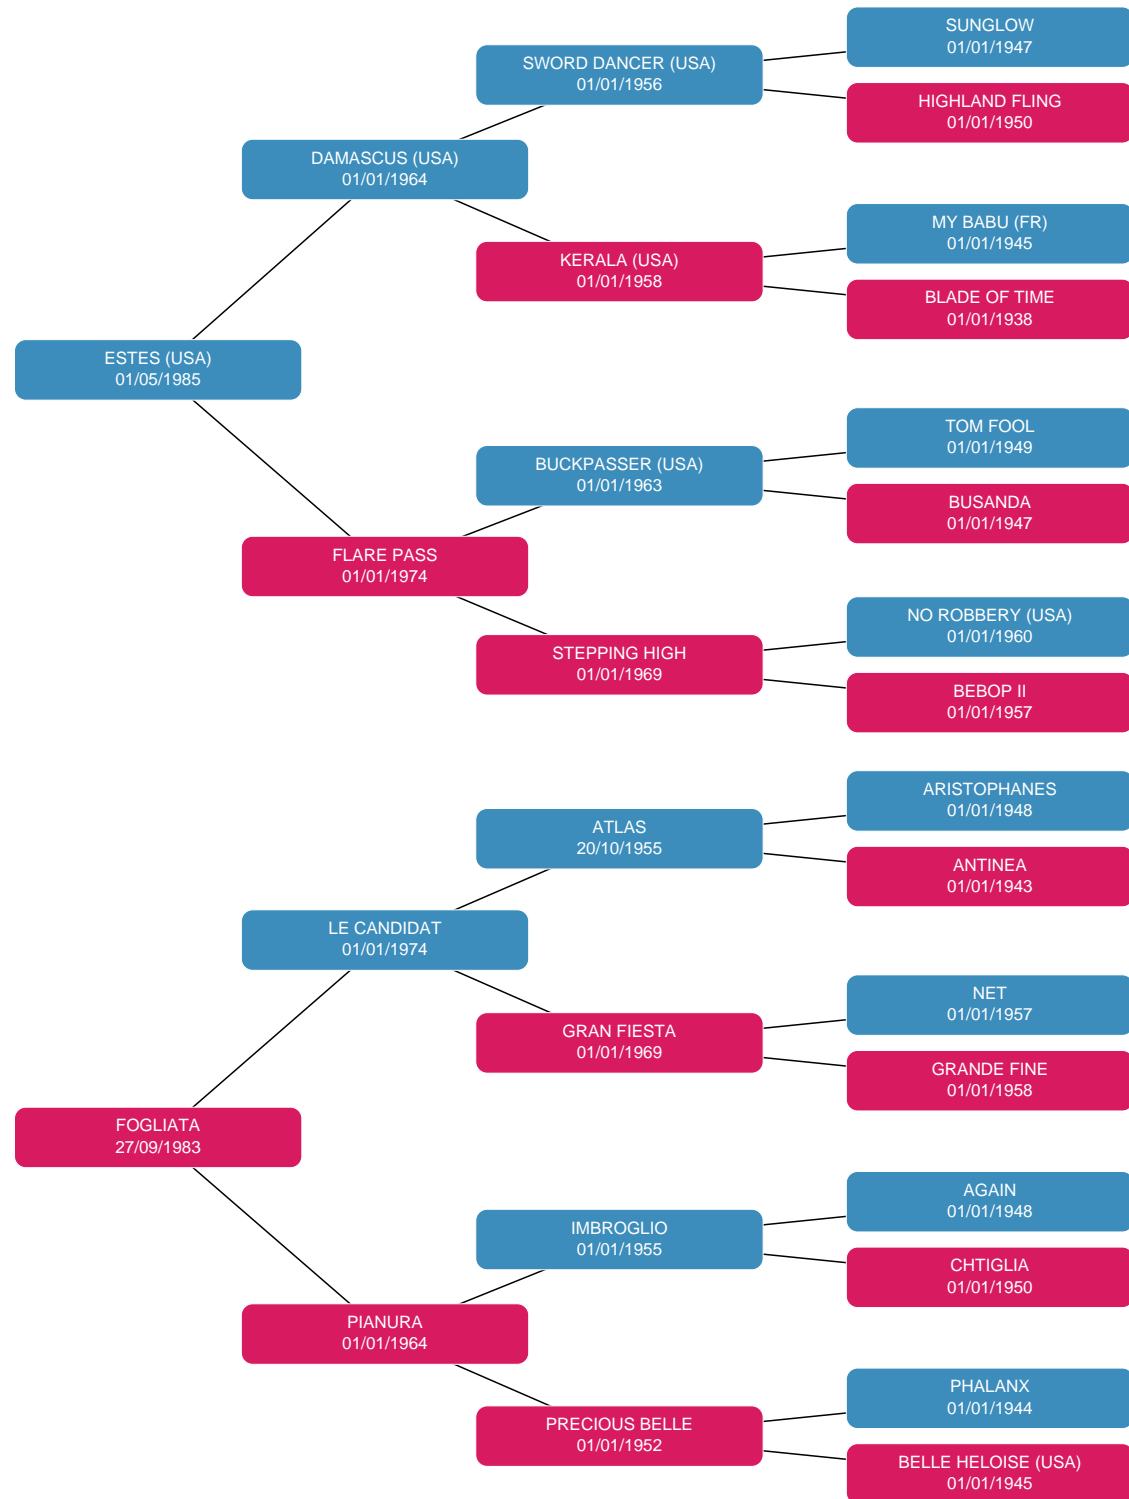 SUNGLOW
01/01/1947
SWORD DANCER (USA)
01/01/1956
HIGHLAND FLING
01/01/1950
DAMASCUS (USA)
01/01/1964
MY BABU (FR)
01/01/1945
KERALA (USA)
01/01/1958
BLADE OF TIME
01/01/1938
ESTES (USA)
01/05/1985
TOM FOOL
01/01/1949
BUCKPASSER (USA)
01/01/1963
BUSANDA
01/01/1947
FLARE PASS
01/01/1974
NO ROBBERY (USA)
01/01/1960
STEPPING HIGH
01/01/1969
BEBOP II
01/01/1957
ARISTOPHANES
01/01/1948
ATLAS
20/10/1955
ANTINEA
01/01/1943
LE CANDIDAT
01/01/1974
NET
01/01/1957
GRAN FIESTA
01/01/1969
GRANDE FINE
01/01/1958
FOGLIATA
27/09/1983
AGAIN
01/01/1948
IMBROGLIO
01/01/1955
CHTIGLIA
01/01/1950
PIANURA
01/01/1964
PHALANX
01/01/1944
PRECIOUS BELLE
01/01/1952
BELLE HELOISE (USA)
01/01/1945